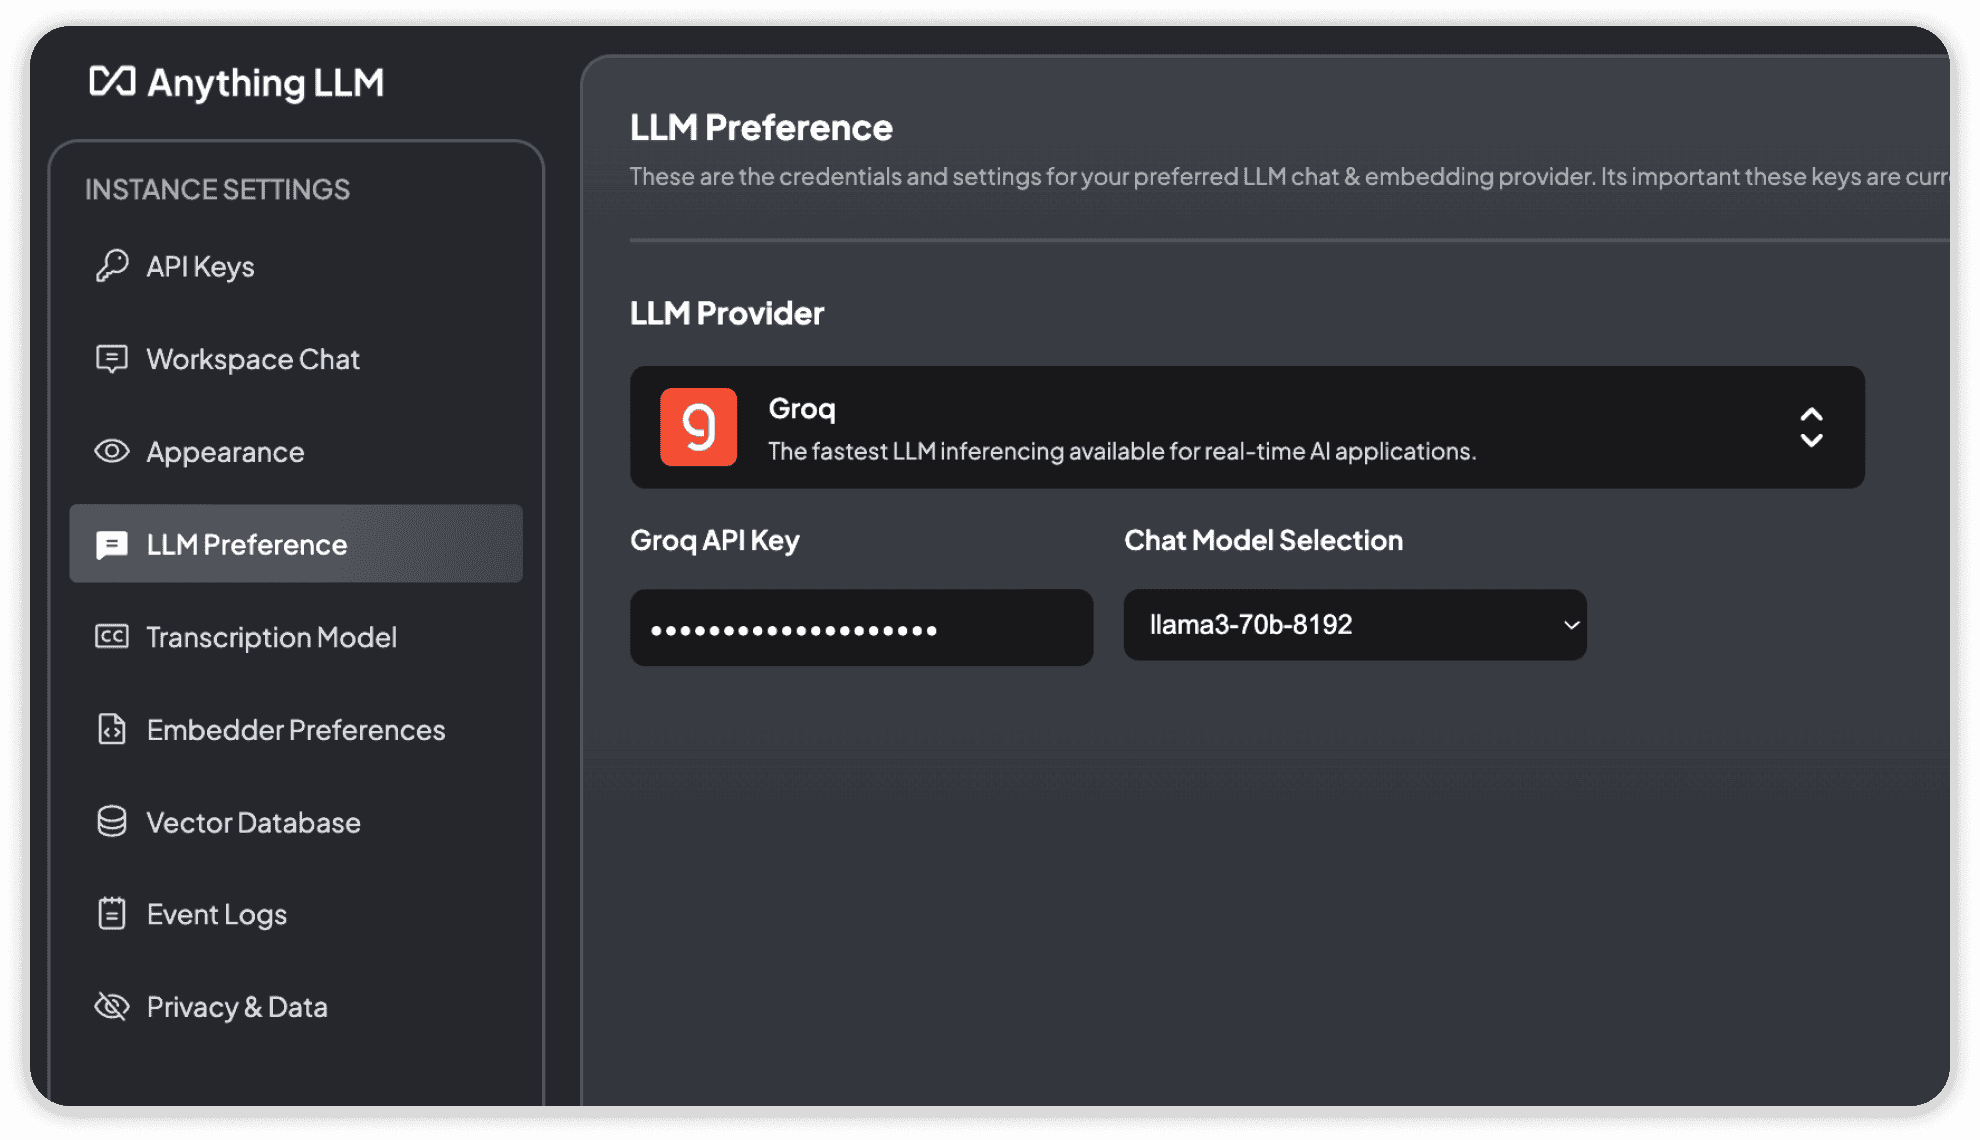 Anything LLM
INSTANCE SETTINGS
API Keys
Workspace Chat
Appearance
LLM Preference
CC Transcription Model
Embedder Preferences
Vector Database
Event Logs
Privacy & Data
LLM Preference
These are the credentials and settings for your preferred LLM chat & embedding provider. Its important these keys are curr
LLM Provider
g
Groq
The fastest LLM inferencing available for real-time AI applications.
Groq API Key
Chat Model Selection
••••••••••••••••••••
llama3-70b-8192